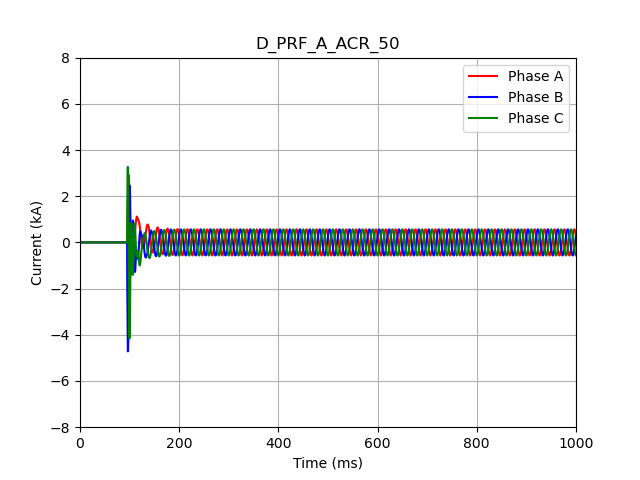 D_PRF_A_ACR_50
8
6
4
2
0
−2
−4
−6
−8
Current (kA)
Phase A
Phase B
Phase C
0 200 400 600 800 1000
Time (ms)